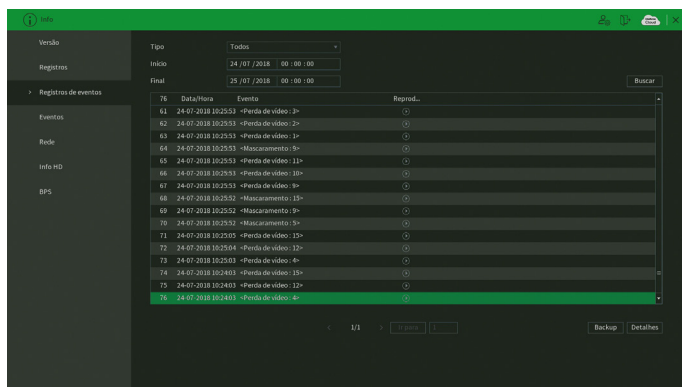 Info
Intelbras Cloud
Versão
Registros
Registros de eventos
Eventos
Rede
Info HD
BPS
Tipo Todos
Início 24 /07 /2018 00 : 00 : 00
Final 25 /07 /2018 00 : 00 : 00
Buscar
76 Data/Hora Evento Reprod...
61 24-07-2018 10:25:53 <Perda de vídeo : 3>
62 24-07-2018 10:25:53 <Perda de vídeo : 2>
63 24-07-2018 10:25:53 <Perda de vídeo : 1>
64 24-07-2018 10:25:53 <Mascaramento : 9>
65 24-07-2018 10:25:53 <Perda de vídeo : 11>
66 24-07-2018 10:25:53 <Perda de vídeo : 10>
67 24-07-2018 10:25:53 <Perda de vídeo : 9>
68 24-07-2018 10:25:52 <Mascaramento : 15>
69 24-07-2018 10:25:52 <Mascaramento : 9>
70 24-07-2018 10:25:52 <Mascaramento : 5>
71 24-07-2018 10:25:05 <Perda de vídeo : 15>
72 24-07-2018 10:25:04 <Perda de vídeo : 12>
73 24-07-2018 10:25:03 <Perda de vídeo : 4>
74 24-07-2018 10:24:03 <Perda de vídeo : 15>
75 24-07-2018 10:24:03 <Perda de vídeo : 12>
76 24-07-2018 10:24:03 <Perda de vídeo : 4>
1/1 Ir para 1
Backup Detalhes